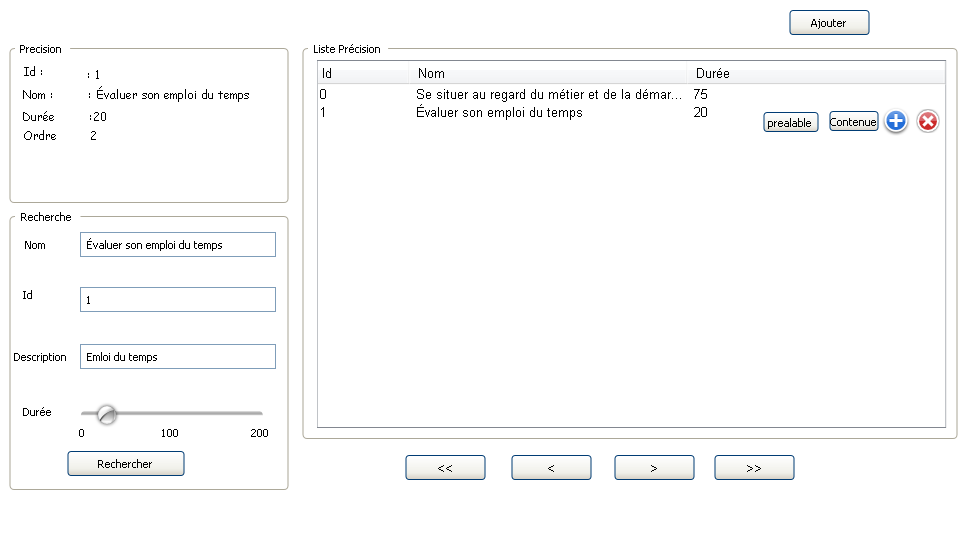 Ajouter
Precision
Id : : 1
Nom : : Évaluer son emploi du temps
Durée :20
Ordre 2
Recherche
Nom Évaluer son emploi du temps
Id 1
Description Emloi du temps
Durée
0 100 200
Rechercher
Liste Précision
Id Nom Durée
0 Se situer au regard du métier et de la démar... 75
1 Évaluer son emploi du temps 20
prealable Contenue
<< < > >>